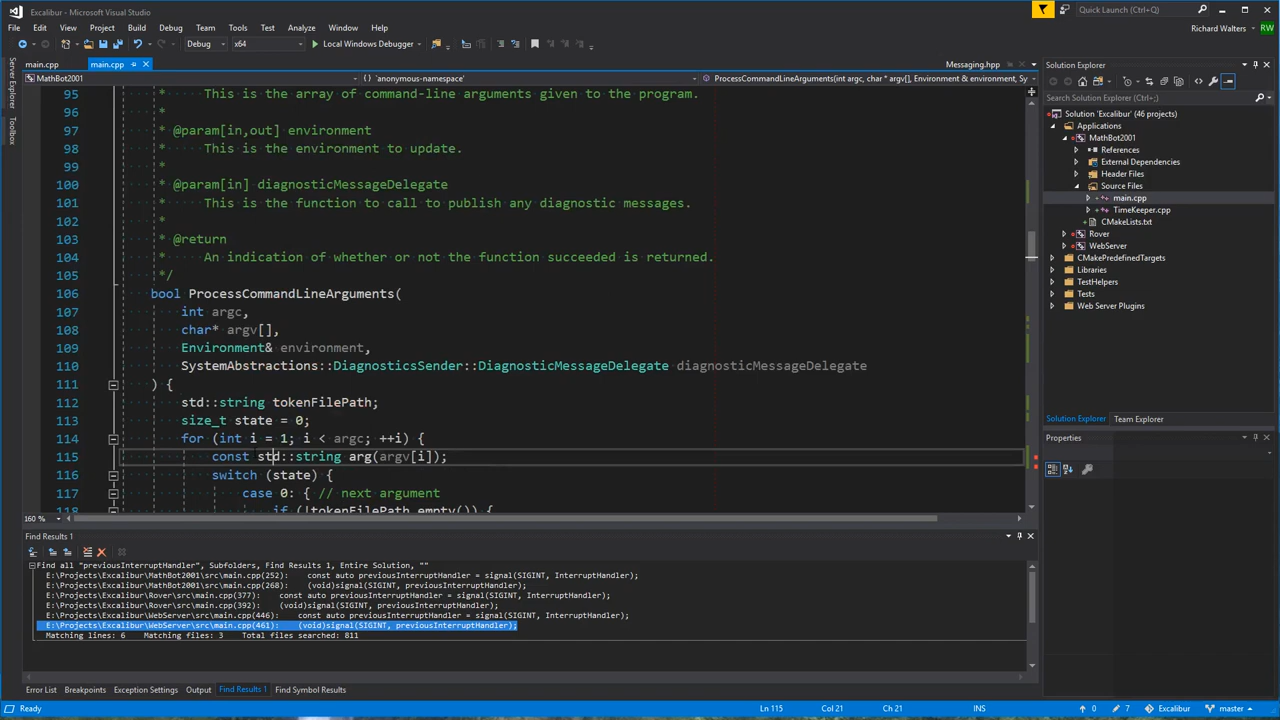 Excalibur - Microsoft Visual Studio
Quick Launch (Ctrl+Q)
File Edit View Project Build Debug Team Tools Test Analyze Window Help
Richard Walters RW
Debug x64 Local Windows Debugger
main.cpp main.cpp Messaging.hpp
MathBot2001 'anonymous-namespace' ProcessCommandLineArguments(int argc, char * argv[], Environment & environment, Sy
Server Explorer
Toolbox
95 * This is the array of command-line arguments given to the program.
96 *
97 * @param[in,out] environment
98 * This is the environment to update.
99 *
100 * @param[in] diagnosticMessageDelegate
101 * This is the function to call to publish any diagnostic messages.
102 *
103 * @return
104 * An indication of whether or not the function succeeded is returned.
105 */
106 bool ProcessCommandLineArguments(
107 int argc,
108 char* argv[],
109 Environment& environment,
110 SystemAbstractions::DiagnosticsSender::DiagnosticMessageDelegate diagnosticMessageDelegate
111 ) {
112 std::string tokenFilePath;
113 size_t state = 0;
114 for (int i = 1; i < argc; ++i) {
115 const std::string arg(argv[i]);
116 switch (state) {
117 case 0: { // next argument
118 if (!tokenFilePath.empty()) {
160 %
Find Results 1
Find all "previousInterruptHandler", Subfolders, Find Results 1, Entire Solution, ""
E:\Projects\Excalibur\MathBot2001\src\main.cpp(252): const auto previousInterruptHandler = signal(SIGINT, InterruptHandler);
E:\Projects\Excalibur\MathBot2001\src\main.cpp(268): (void)signal(SIGINT, previousInterruptHandler);
E:\Projects\Excalibur\Rover\src\main.cpp(377): const auto previousInterruptHandler = signal(SIGINT, InterruptHandler);
E:\Projects\Excalibur\Rover\src\main.cpp(392): (void)signal(SIGINT, previousInterruptHandler);
E:\Projects\Excalibur\WebServer\src\main.cpp(446): const auto previousInterruptHandler = signal(SIGINT, InterruptHandler);
E:\Projects\Excalibur\WebServer\src\main.cpp(461): (void)signal(SIGINT, previousInterruptHandler);
Matching lines: 6 Matching files: 3 Total files searched: 811
Error List Breakpoints Exception Settings Output Find Results 1 Find Symbol Results
Solution Explorer
Search Solution Explorer (Ctrl+;)
Solution 'Excalibur' (46 projects)
Applications
MathBot2001
References
External Dependencies
Header Files
Source Files
main.cpp
TimeKeeper.cpp
CMakeLists.txt
Rover
WebServer
CMakePredefinedTargets
Libraries
TestHelpers
Tests
Web Server Plugins
Solution Explorer Team Explorer
Properties
Ready Ln 115 Col 21 Ch 21 INS 0 7 Excalibur master